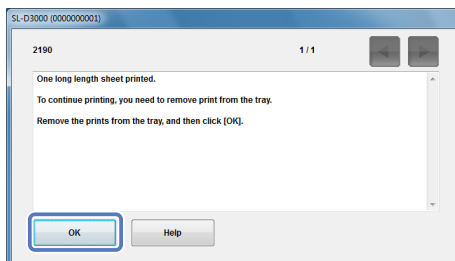 SL-D3000 (0000000001)
2190 1 / 1
One long length sheet printed.
To continue printing, you need to remove print from the tray.
Remove the prints from the tray, and then click [OK].
OK Help